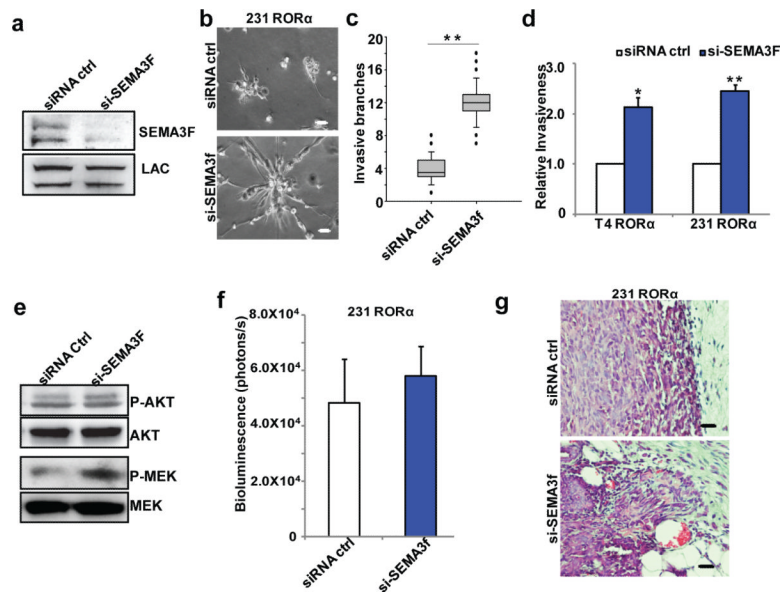 a
siRNA ctrl
si-SEMA3F
SEMA3F
LAC
b
231 RORα
siRNA ctrl
si-SEMA3f
c
**
Invasive branches
20
16
12
8
4
0
siRNA ctrl
si-SEMA3f
d
siRNA ctrl
si-SEMA3F
Relative Invasiveness
3.0
2.0
1.0
0
*
**
T4 RORα
231 RORα
e
siRNA Ctrl
si-SEMA3F
P-AKT
AKT
P-MEK
MEK
f
231 RORα
Bioluminescence (photons/s)
8.0X10⁴
6.0X10⁴
4.0X10⁴
2.0X10⁴
0
siRNA ctrl
si-SEMA3f
g
231 RORα
siRNA ctrl
si-SEMA3f